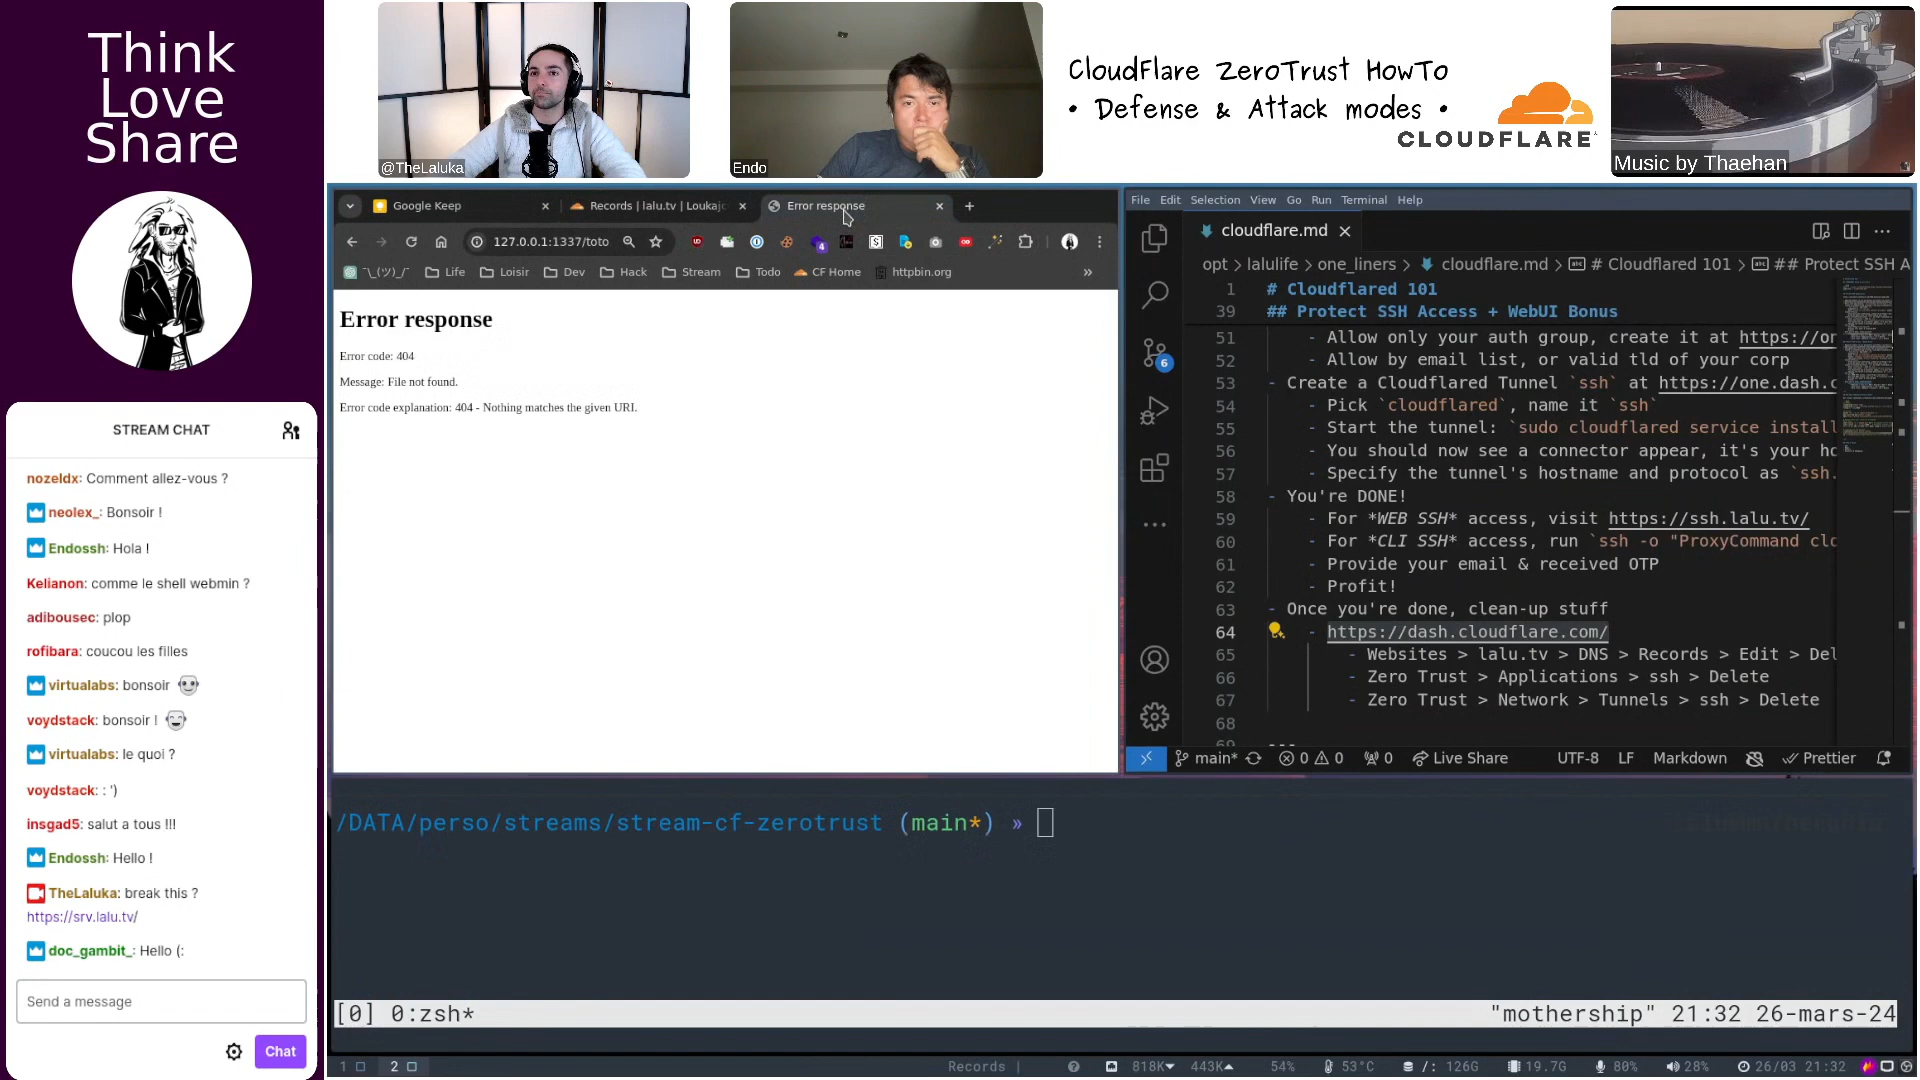 Think
Love
Share
@TheLaluka
Endo
CloudFlare ZeroTrust HowTo
• Defense & Attack modes •
CLOUDFLARE
Music by Thaehan
Google Keep
Records | lalu.tv | Loukaj
Error response
127.0.0.1:1337/toto
¯\_(ツ)_/¯
Life
Loisir
Dev
Hack
Stream
Todo
CF Home
httpbin.org
»
Error response
Error code: 404
Message: File not found.
Error code explanation: 404 - Nothing matches the given URI.
File Edit Selection View Go Run Terminal Help
cloudflare.md
opt > lalulife > one_liners > cloudflare.md > # Cloudflared 101 > ## Protect SSH A
1 # Cloudflared 101
39 ## Protect SSH Access + WebUI Bonus
51 - Allow only your auth group, create it at https://on
52 - Allow by email list, or valid tld of your corp
53 - Create a Cloudflared Tunnel `ssh` at https://one.dash.c
54 - Pick `cloudflared`, name it `ssh`
55 - Start the tunnel: `sudo cloudflared service install
56 - You should now see a connector appear, it's your ho
57 - Specify the tunnel's hostname and protocol as `ssh.
58 - You're DONE!
59 - For *WEB SSH* access, visit https://ssh.lalu.tv/
60 - For *CLI SSH* access, run `ssh -o "ProxyCommand clo
61 - Provide your email & received OTP
62 - Profit!
63 - Once you're done, clean-up stuff
64 - https://dash.cloudflare.com/
65 - Websites > lalu.tv > DNS > Records > Edit > Del
66 - Zero Trust > Applications > ssh > Delete
67 - Zero Trust > Network > Tunnels > ssh > Delete
68
6
main* 0 0 0 Live Share UTF-8 LF Markdown Prettier
STREAM CHAT
nozeldx: Comment allez-vous ?
neolex_: Bonsoir !
Endossh: Hola !
Kelianon: comme le shell webmin ?
adibousec: plop
rofibara: coucou les filles
virtualabs: bonsoir
voydstack: bonsoir !
virtualabs: le quoi ?
voydstack: : ')
insgad5: salut a tous !!!
Endossh: Hello !
TheLaluka: break this ?
https://srv.lalu.tv/
doc_gambit_: Hello (:
Send a message
Chat
/DATA/perso/streams/stream-cf-zerotrust (main*) »
[0] 0:zsh* "mothership" 21:32 26-mars-24
1 2 Records | 818K 443K 54% 53°C /: 126G 19.7G 80% 28% 26/03 21:32